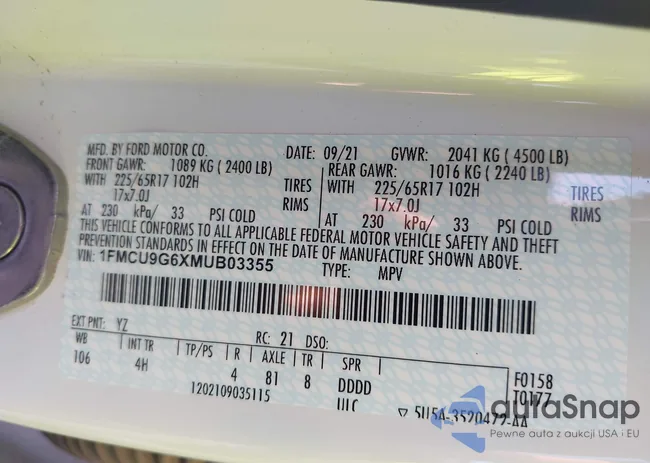 MFD. BY FORD MOTOR CO. DATE: 09/21 GVWR: 2041 KG ( 4500 LB)
FRONT GAWR: 1089 KG ( 2400 LB) REAR GAWR: 1016 KG ( 2240 LB)
WITH 225/65R17 102H TIRES WITH 225/65R17 102H TIRES
17x7.0J RIMS 17x7.0J RIMS
AT 230 kPa/ 33 PSI COLD AT 230 kPa/ 33 PSI COLD
THIS VEHICLE CONFORMS TO ALL APPLICABLE FEDERAL MOTOR VEHICLE SAFETY AND THEFT
PREVENTION STANDARDS IN EFFECT ON THE DATE OF MANUFACTURE SHOWN ABOVE.
VIN: 1FMCU9G6XMUB03355 TYPE: MPV
EXT PNT: YZ RC: 21 DSO:
WB INT TR TP/PS R AXLE TR SPR
106 4H 4 81 8 DDDD F0158
1202109035115 T0177
5U5A-3520472-AA
autaSnap
Pewne auta z aukcji USA i EU